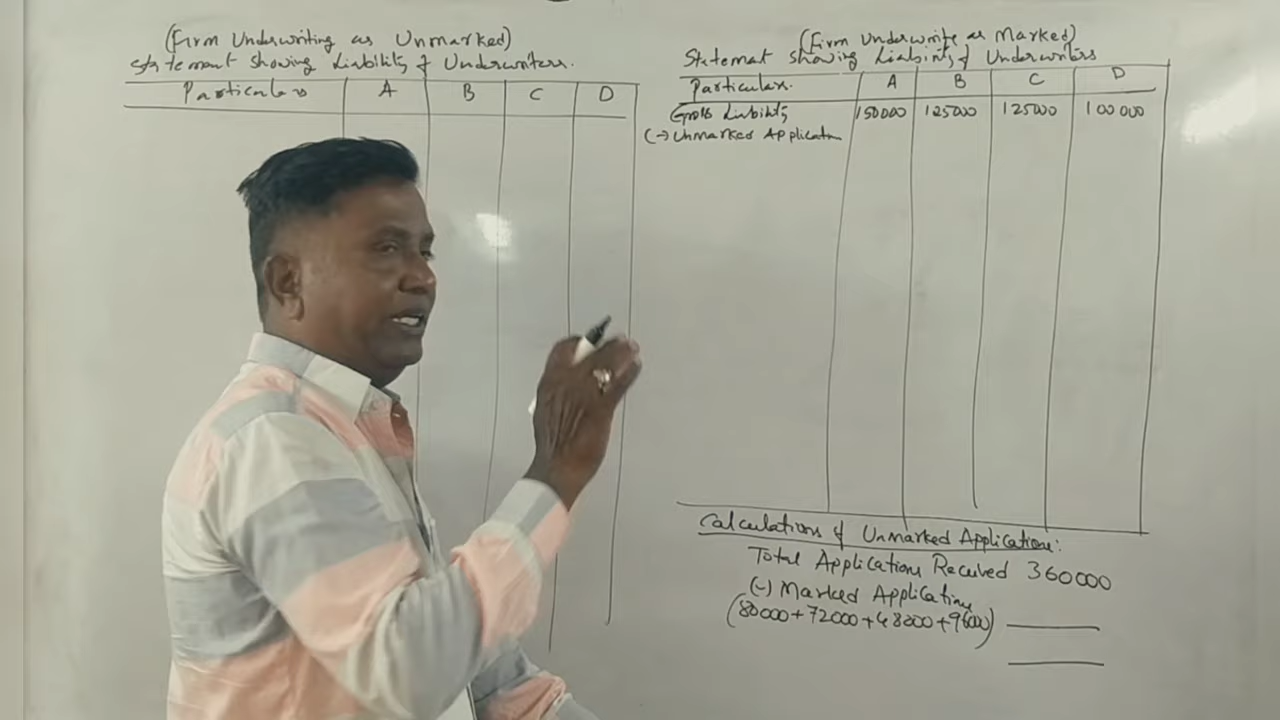 (Firm Underwriting as Unmarked)
Statement Showing Liability of Underwriters.
Particulars A B C D
(Firm Underwrite as Marked)
Statemat Showing Liability of Underwriters
Particulars. A B C D
Gross Liability 150000 125000 125000 100000
(-) Unmarked Application
Calculations of Unmarked Applications:
Total Applications Received 360000
(-) Marked Applications
(80000+72000+48000+96000)